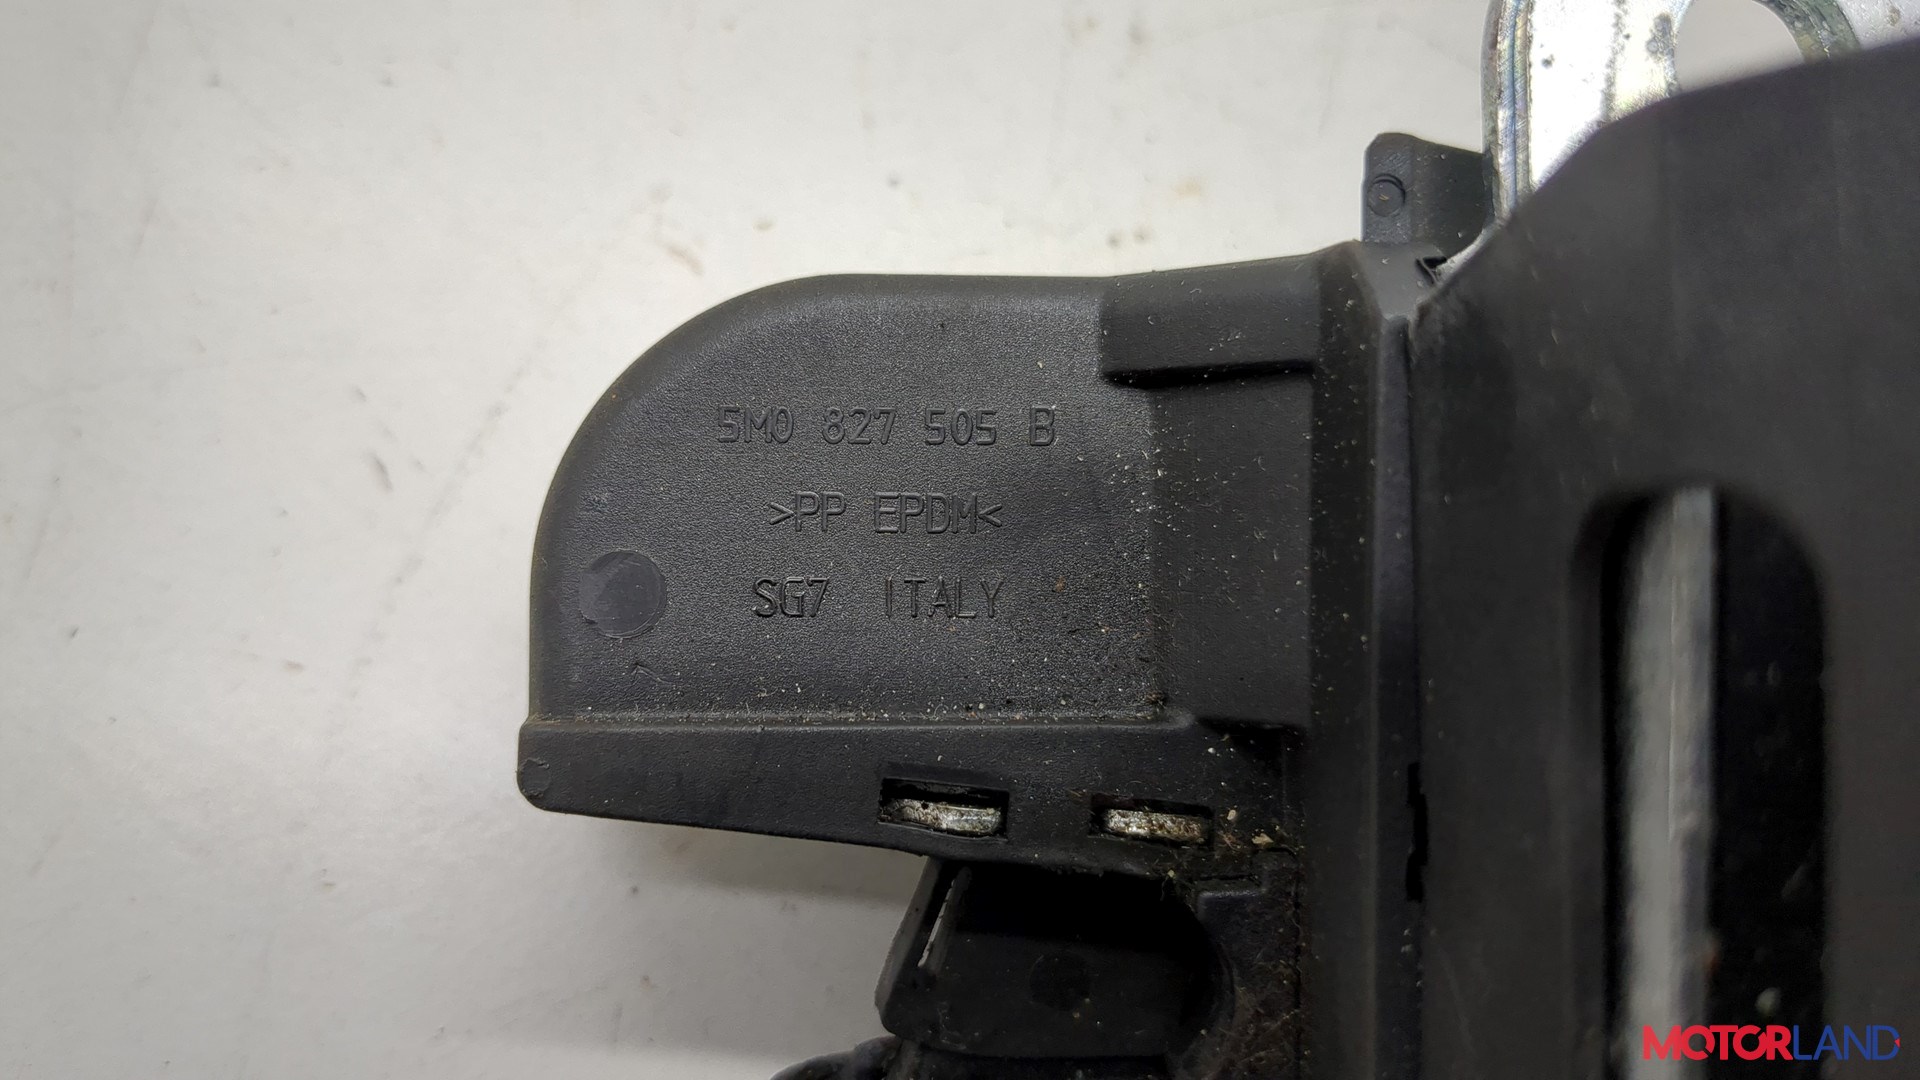 5M0 827 505 B
>PP EPDM<
SG7 ITALY
MOTORLAND